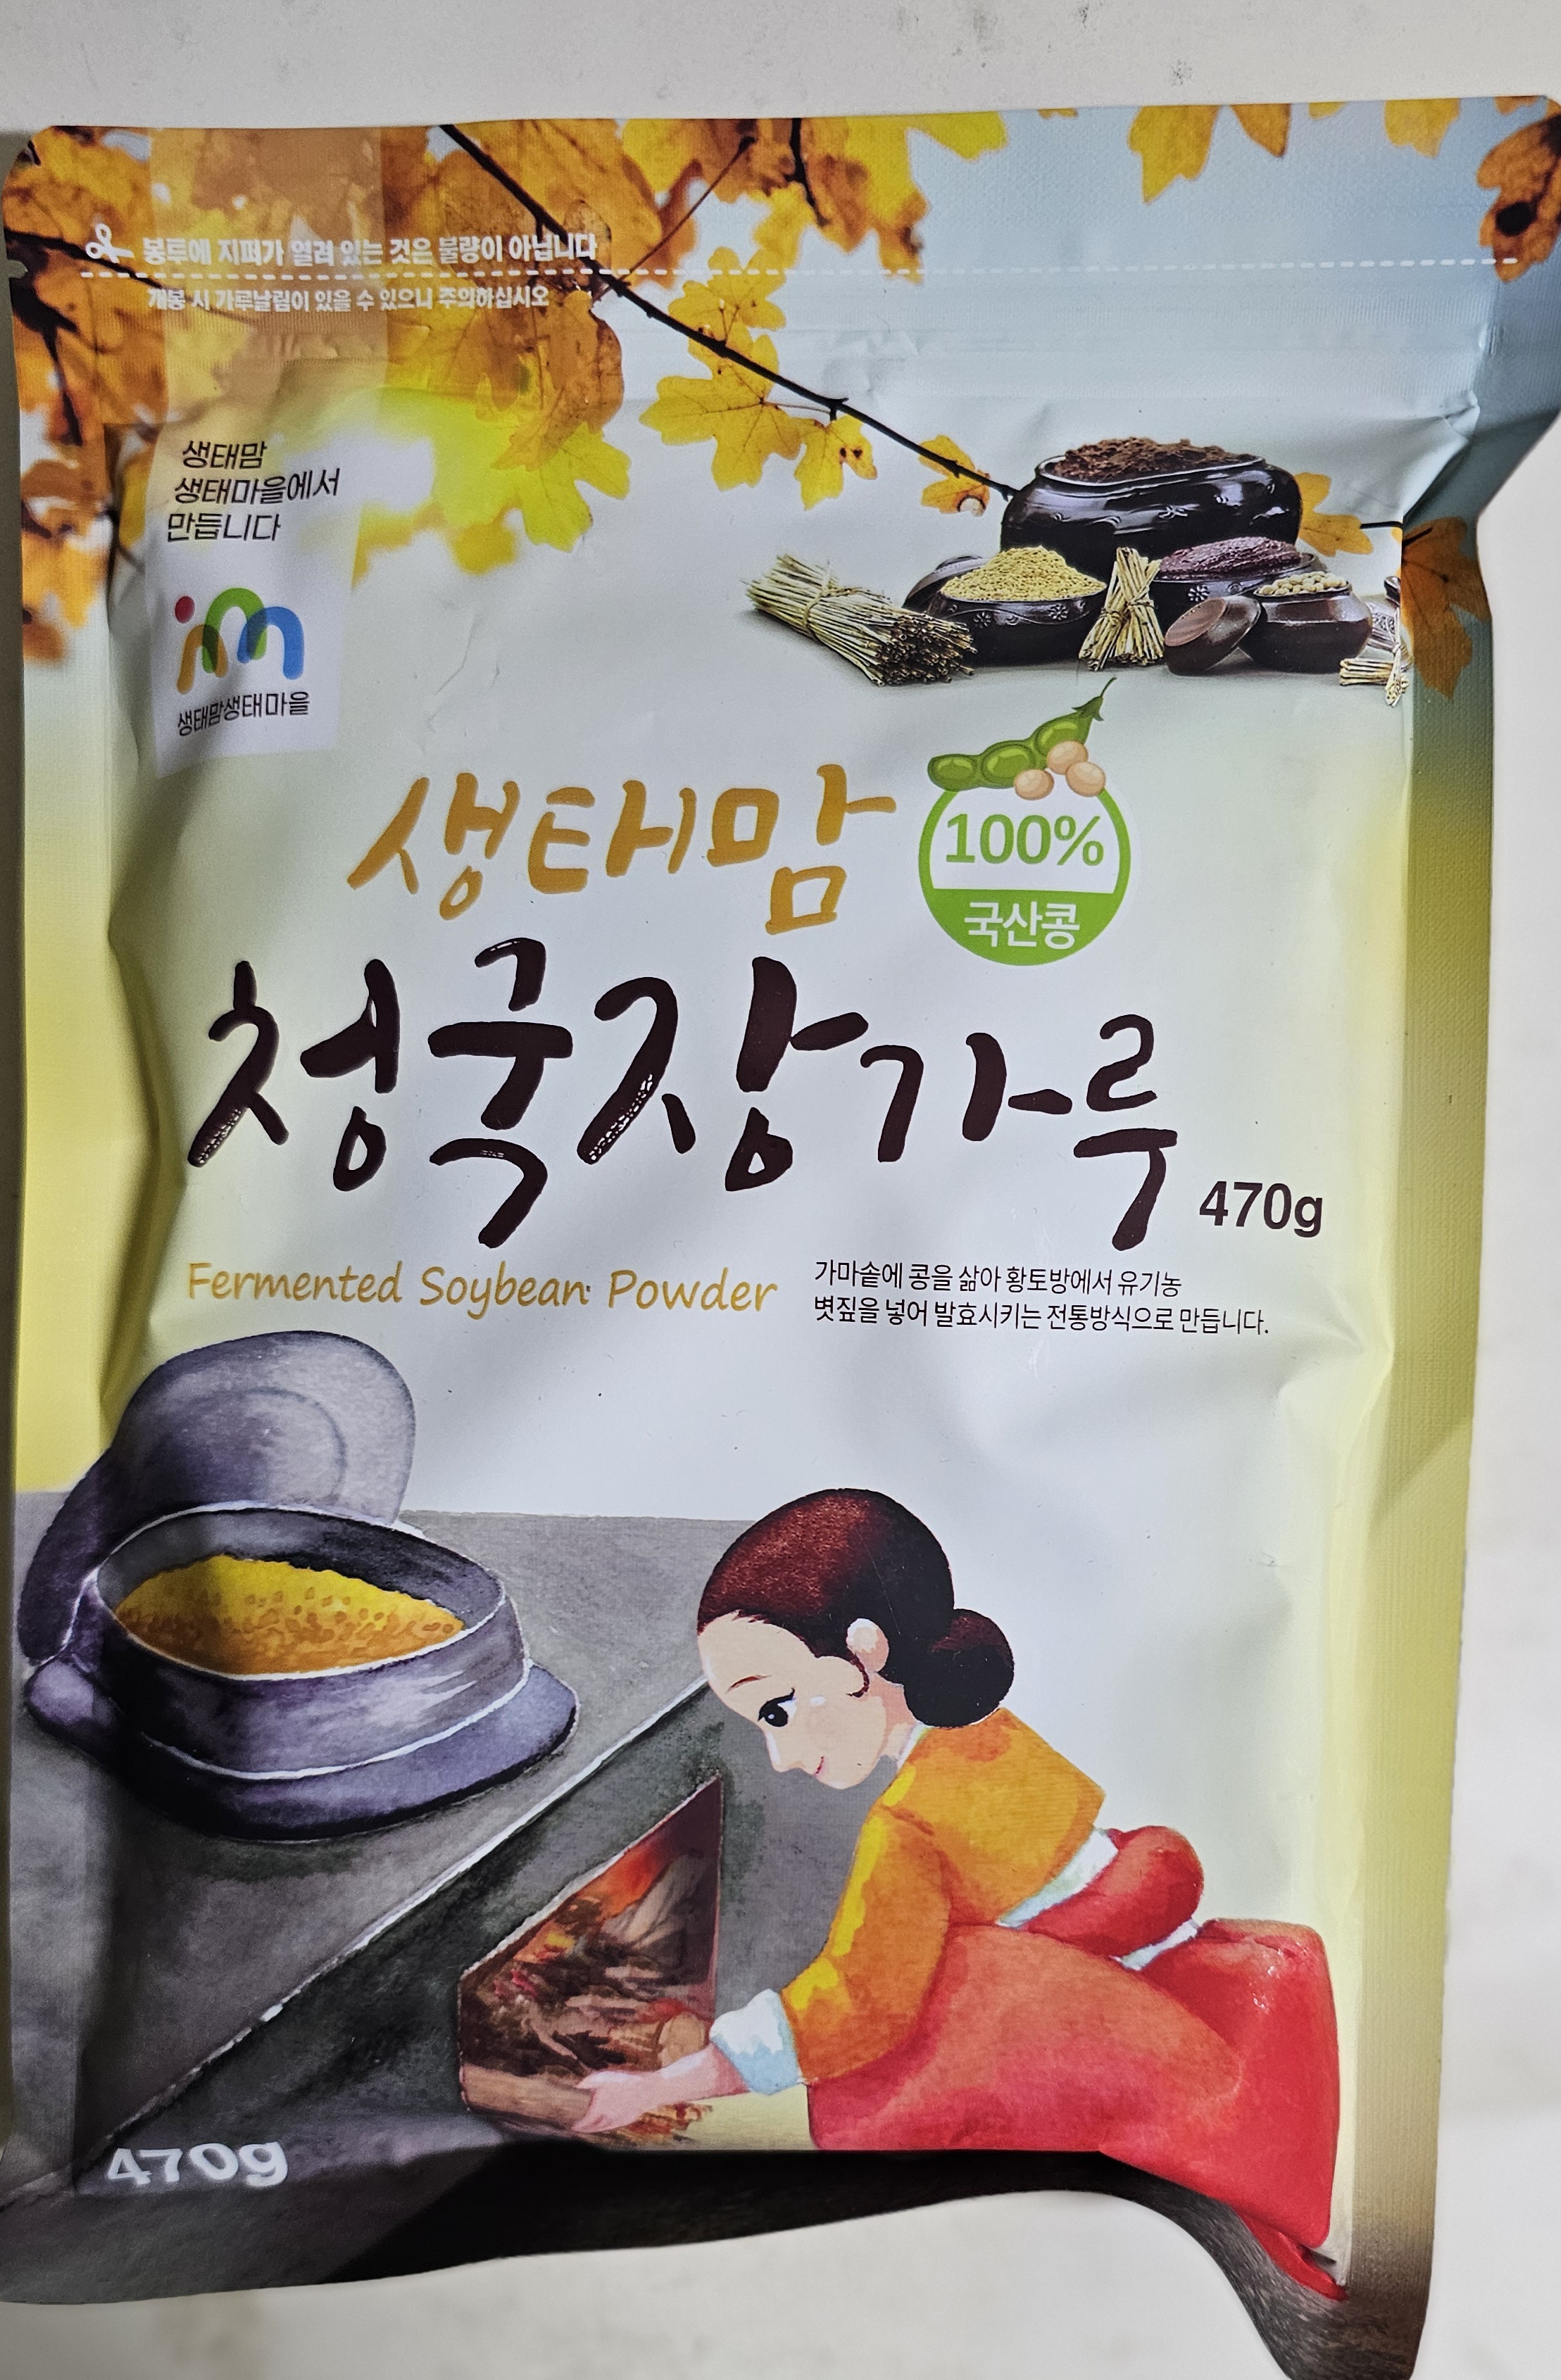 봉투에 지퍼가 열려 있는 것은 불량이 아닙니다
개봉 시 가루날림이 있을 수 있으니 주의하십시오
생태맘
생태마을에서
만듭니다
생태맘생태마을
생태맘
100%
국산콩
청국장가루
470g
Fermented Soybean Powder
가마솥에 콩을 삶아 황토방에서 유기농
볏짚을 넣어 발효시키는 전통방식으로 만듭니다.
470g